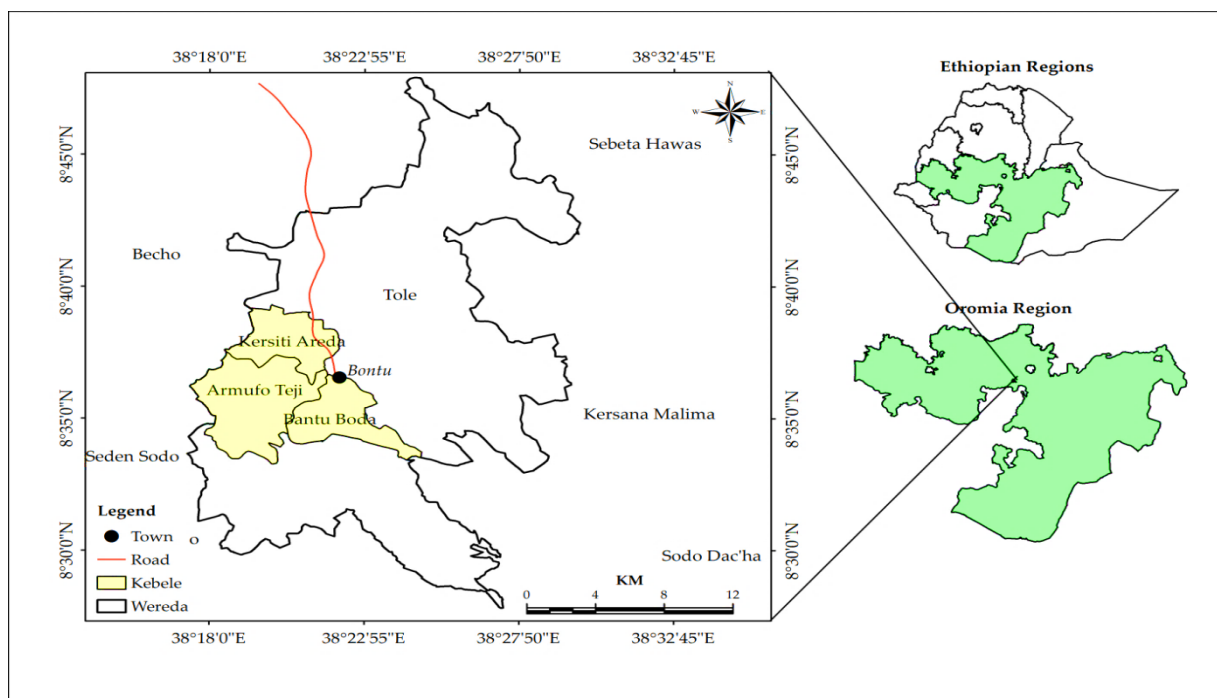 38°18'0"E 38°22'55"E 38°27'50"E 38°32'45"E
Ethiopian Regions
N
W E
S
Sebeta Hawas
8°45'0"N 8°45'0"N
Becho
8°40'0"N 8°40'0"N
Tole
Oromia Region
Kersiti Areda
Bontu
Armufo Teji
Bantu Boda
8°35'0"N 8°35'0"N
Kersana Malima
Seden Sodo
Legend
Town
o
Road
Kebele
Wereda
8°30'0"N 8°30'0"N
Sodo Dac'ha
KM
0 4 8 12
38°18'0"E 38°22'55"E 38°27'50"E 38°32'45"E